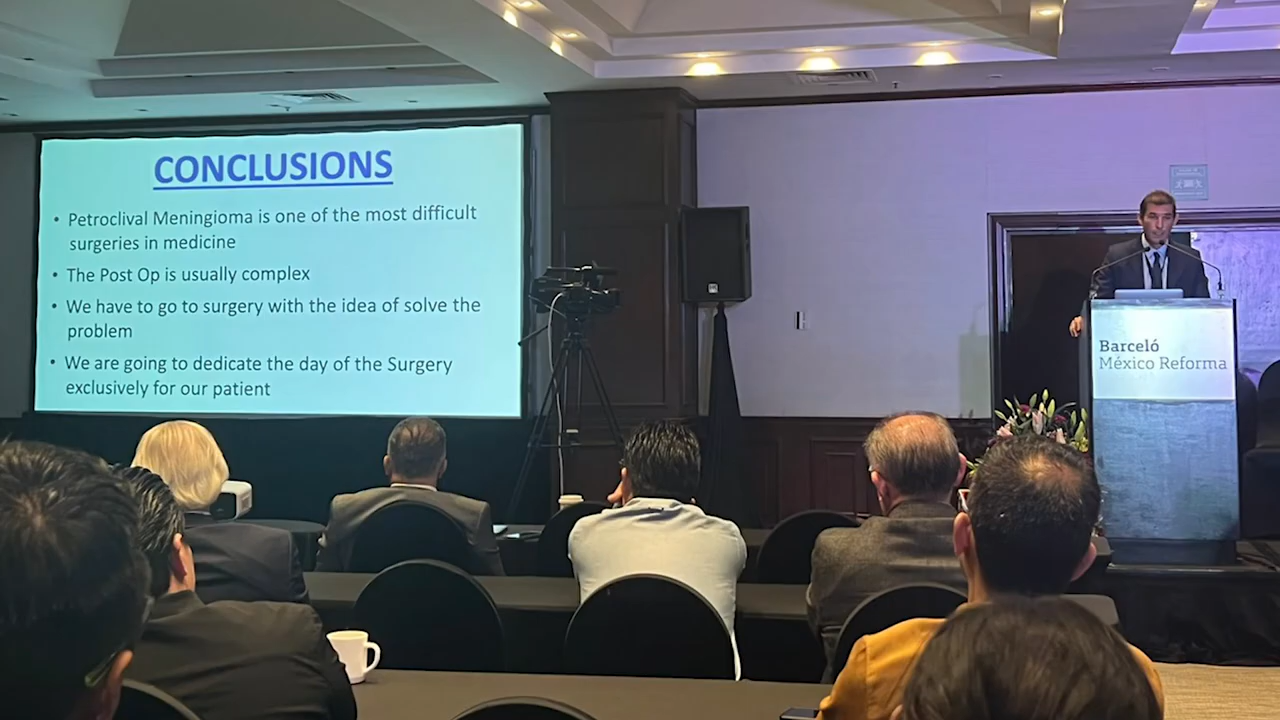 CONCLUSIONS
• Petroclival Meningioma is one of the most difficult
surgeries in medicine
• The Post Op is usually complex
• We have to go to surgery with the idea of solve the
problem
• We are going to dedicate the day of the Surgery
exclusively for our patient
Barceló
México Reforma